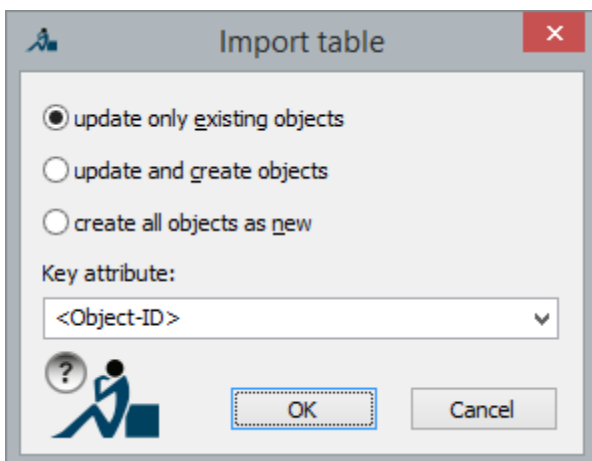 Import table
update only existing objects
update and create objects
create all objects as new
Key attribute:
<Object-ID>
?
OK Cancel